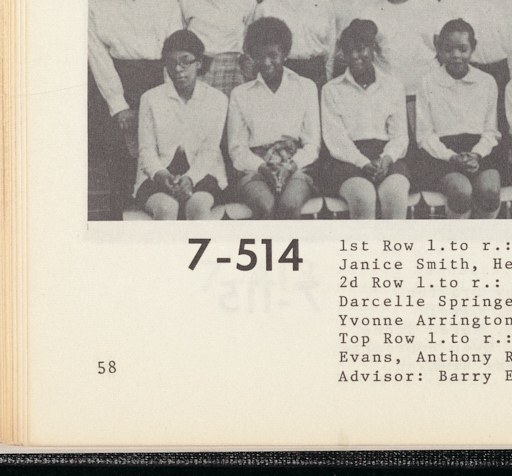 7-514
1st Row l.to r.:
Janice Smith, He
2d Row l.to r.:
Darcelle Springe
Yvonne Arrington
Top Row l.to r.:
Evans, Anthony R
Advisor: Barry E
58